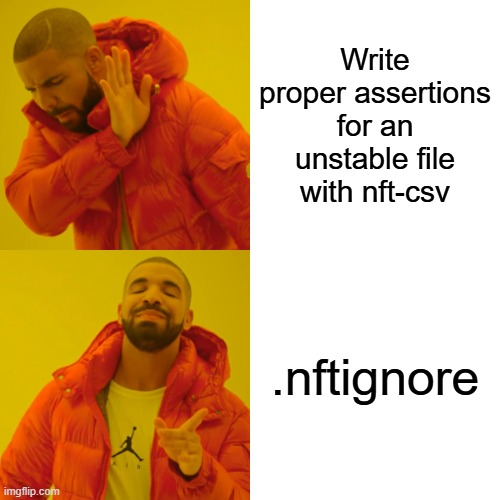 Write
proper assertions
for an
unstable file
with nft-csv
.nftignore
imgflip.com